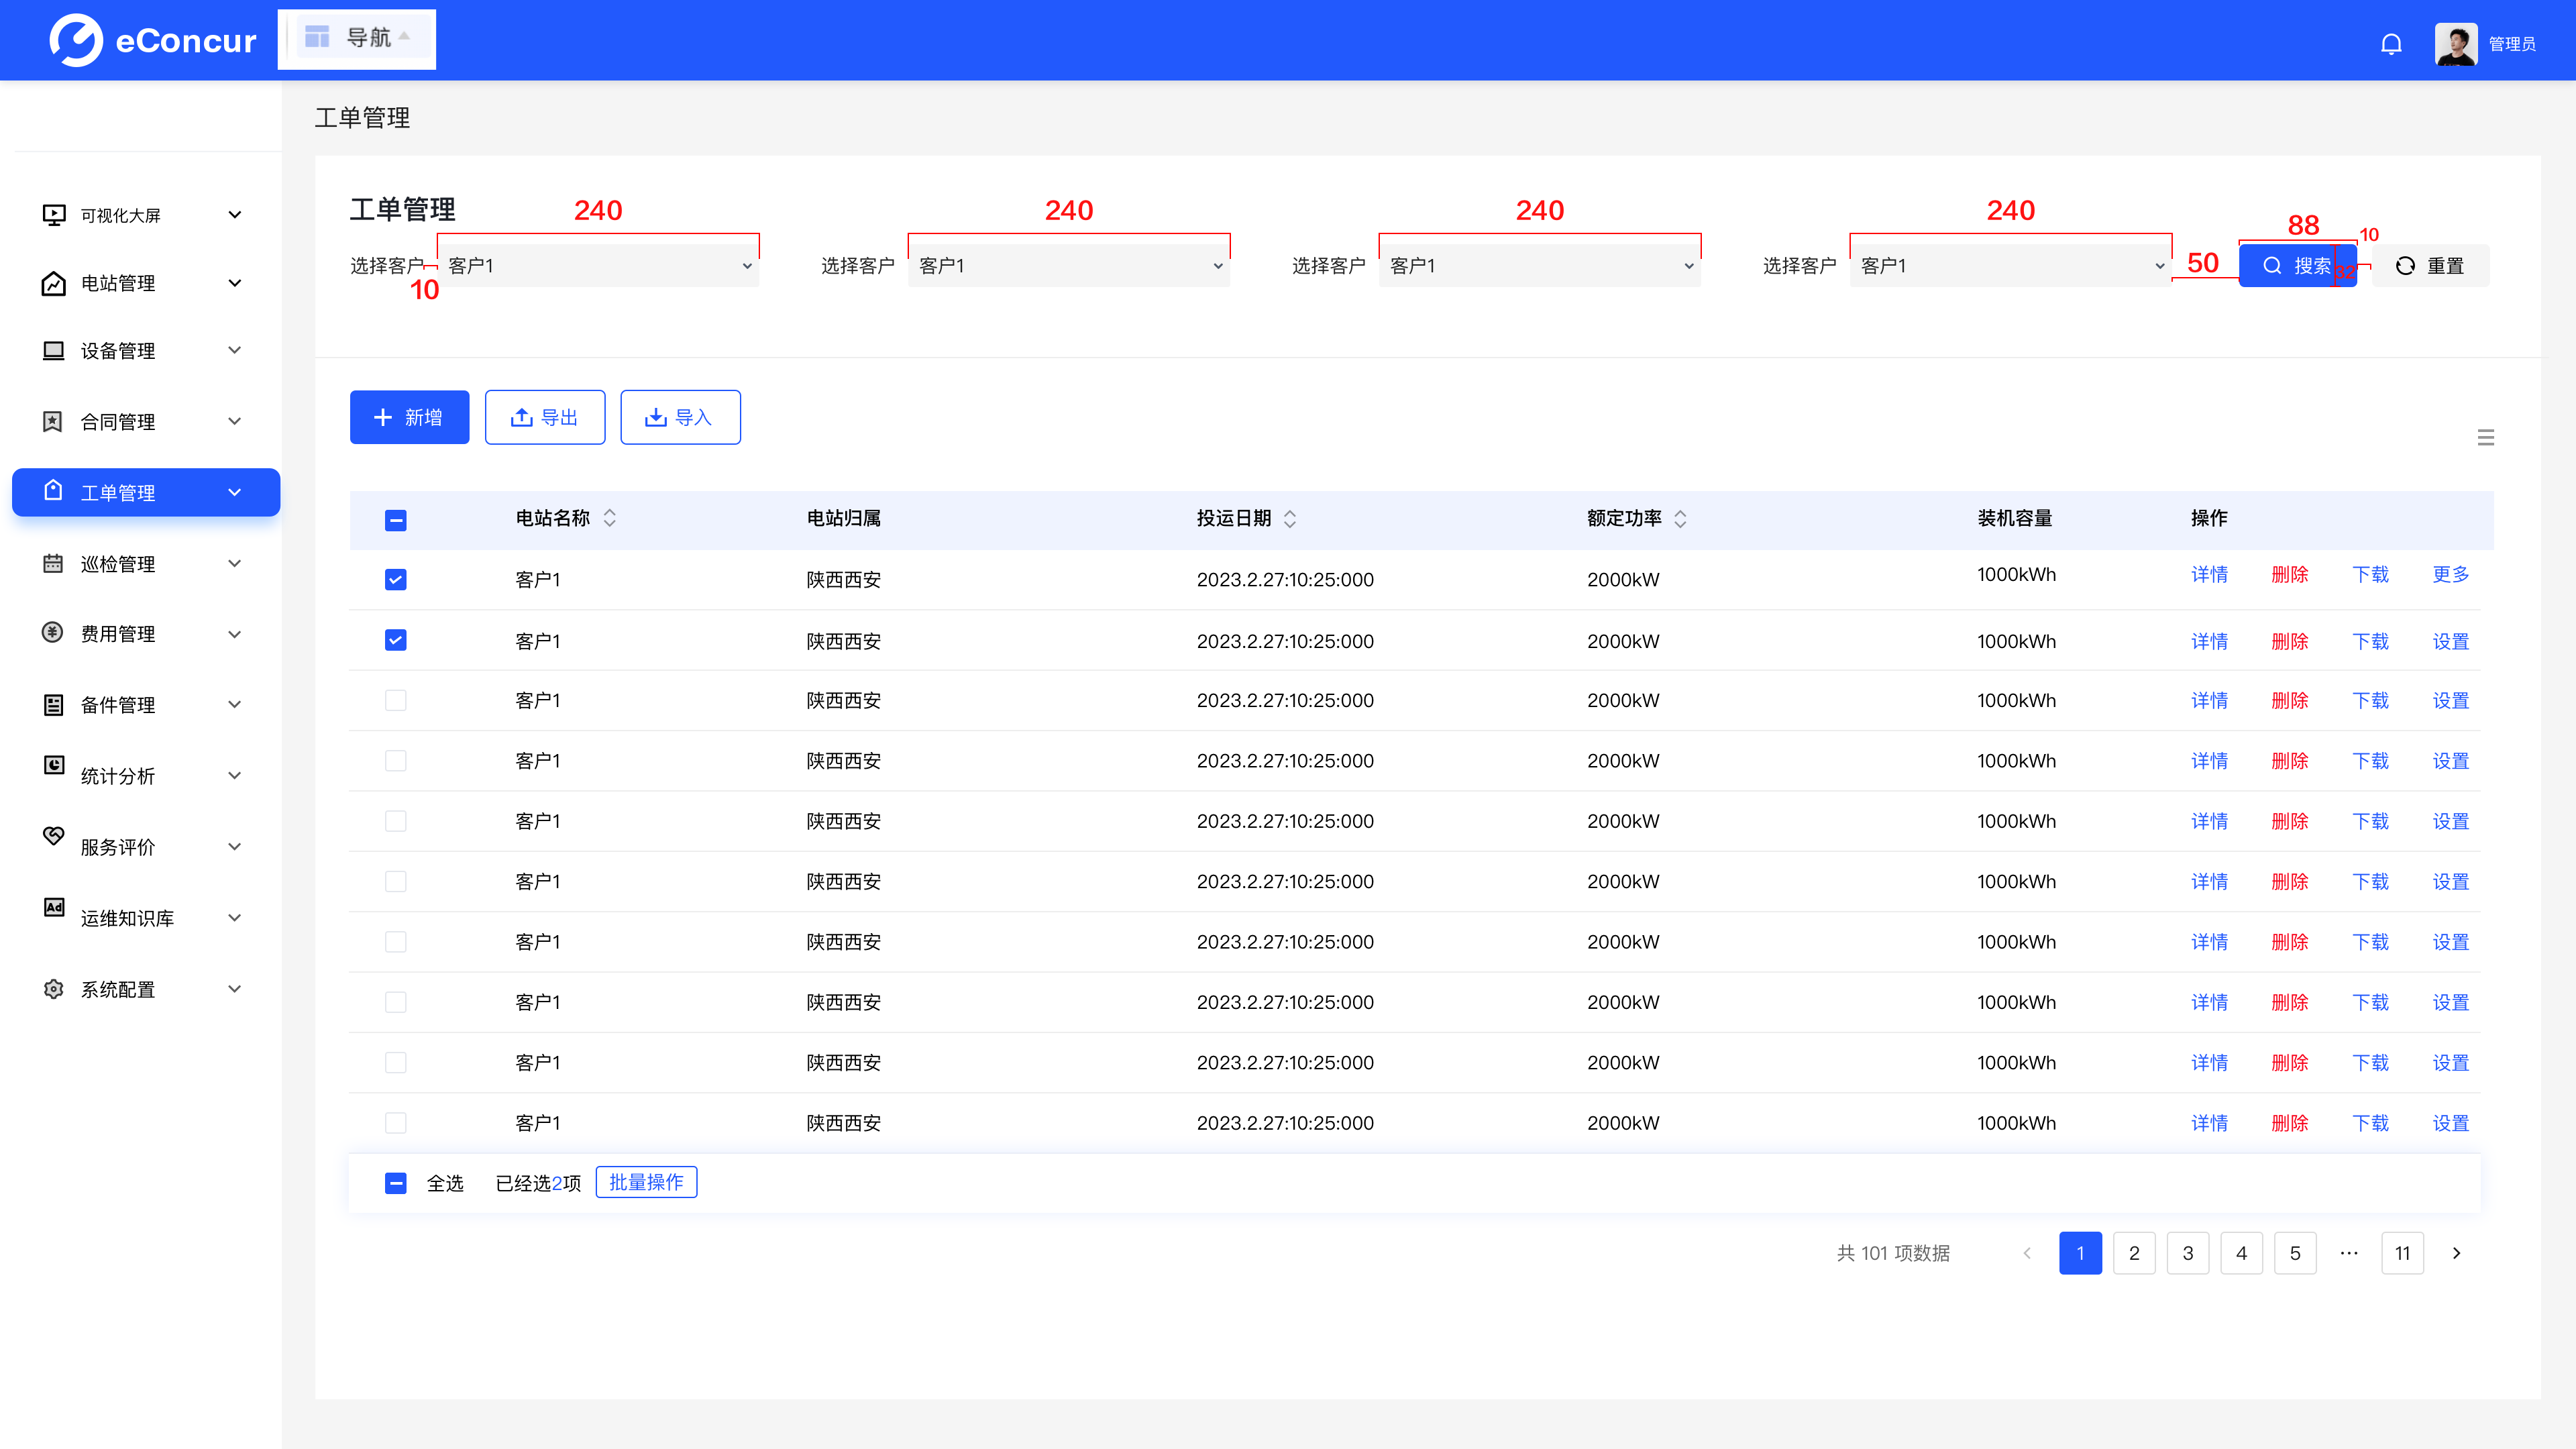 eConcur 导航 管理员
工单管理
可视化大屏
电站管理
设备管理
合同管理
工单管理
巡检管理
费用管理
备件管理
统计分析
服务评价
Ad 运维知识库
系统配置
工单管理
240 240 240 240 88 10
选择客户 客户1 选择客户 客户1 选择客户 客户1 选择客户 客户1 50 搜索 32 重置
10
新增 导出 导入
电站名称 电站归属 投运日期 额定功率 装机容量 操作
客户1 陕西西安 2023.2.27:10:25:000 2000kW 1000kWh 详情 删除 下载 更多
客户1 陕西西安 2023.2.27:10:25:000 2000kW 1000kWh 详情 删除 下载 设置
客户1 陕西西安 2023.2.27:10:25:000 2000kW 1000kWh 详情 删除 下载 设置
客户1 陕西西安 2023.2.27:10:25:000 2000kW 1000kWh 详情 删除 下载 设置
客户1 陕西西安 2023.2.27:10:25:000 2000kW 1000kWh 详情 删除 下载 设置
客户1 陕西西安 2023.2.27:10:25:000 2000kW 1000kWh 详情 删除 下载 设置
客户1 陕西西安 2023.2.27:10:25:000 2000kW 1000kWh 详情 删除 下载 设置
客户1 陕西西安 2023.2.27:10:25:000 2000kW 1000kWh 详情 删除 下载 设置
客户1 陕西西安 2023.2.27:10:25:000 2000kW 1000kWh 详情 删除 下载 设置
客户1 陕西西安 2023.2.27:10:25:000 2000kW 1000kWh 详情 删除 下载 设置
全选 已经选2项 批量操作
共 101 项数据 1 2 3 4 5 ··· 11